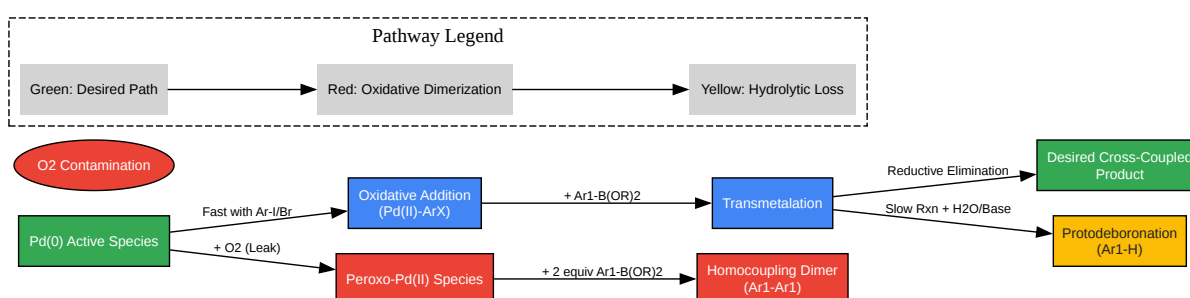 Pathway Legend
Green: Desired Path
Red: Oxidative Dimerization
Yellow: Hydrolytic Loss
O2 Contamination
Pd(0) Active Species
Fast with Ar-I/Br
+ O2 (Leak)
Oxidative Addition
(Pd(II)-ArX)
Peroxo-Pd(II) Species
+ Ar1-B(OR)2
+ 2 equiv Ar1-B(OR)2
Transmetalation
Homocoupling Dimer
(Ar1-Ar1)
Reductive Elimination
Slow Rxn + H2O/Base
Desired Cross-Coupled
Product
Protodeboronation
(Ar1-H)